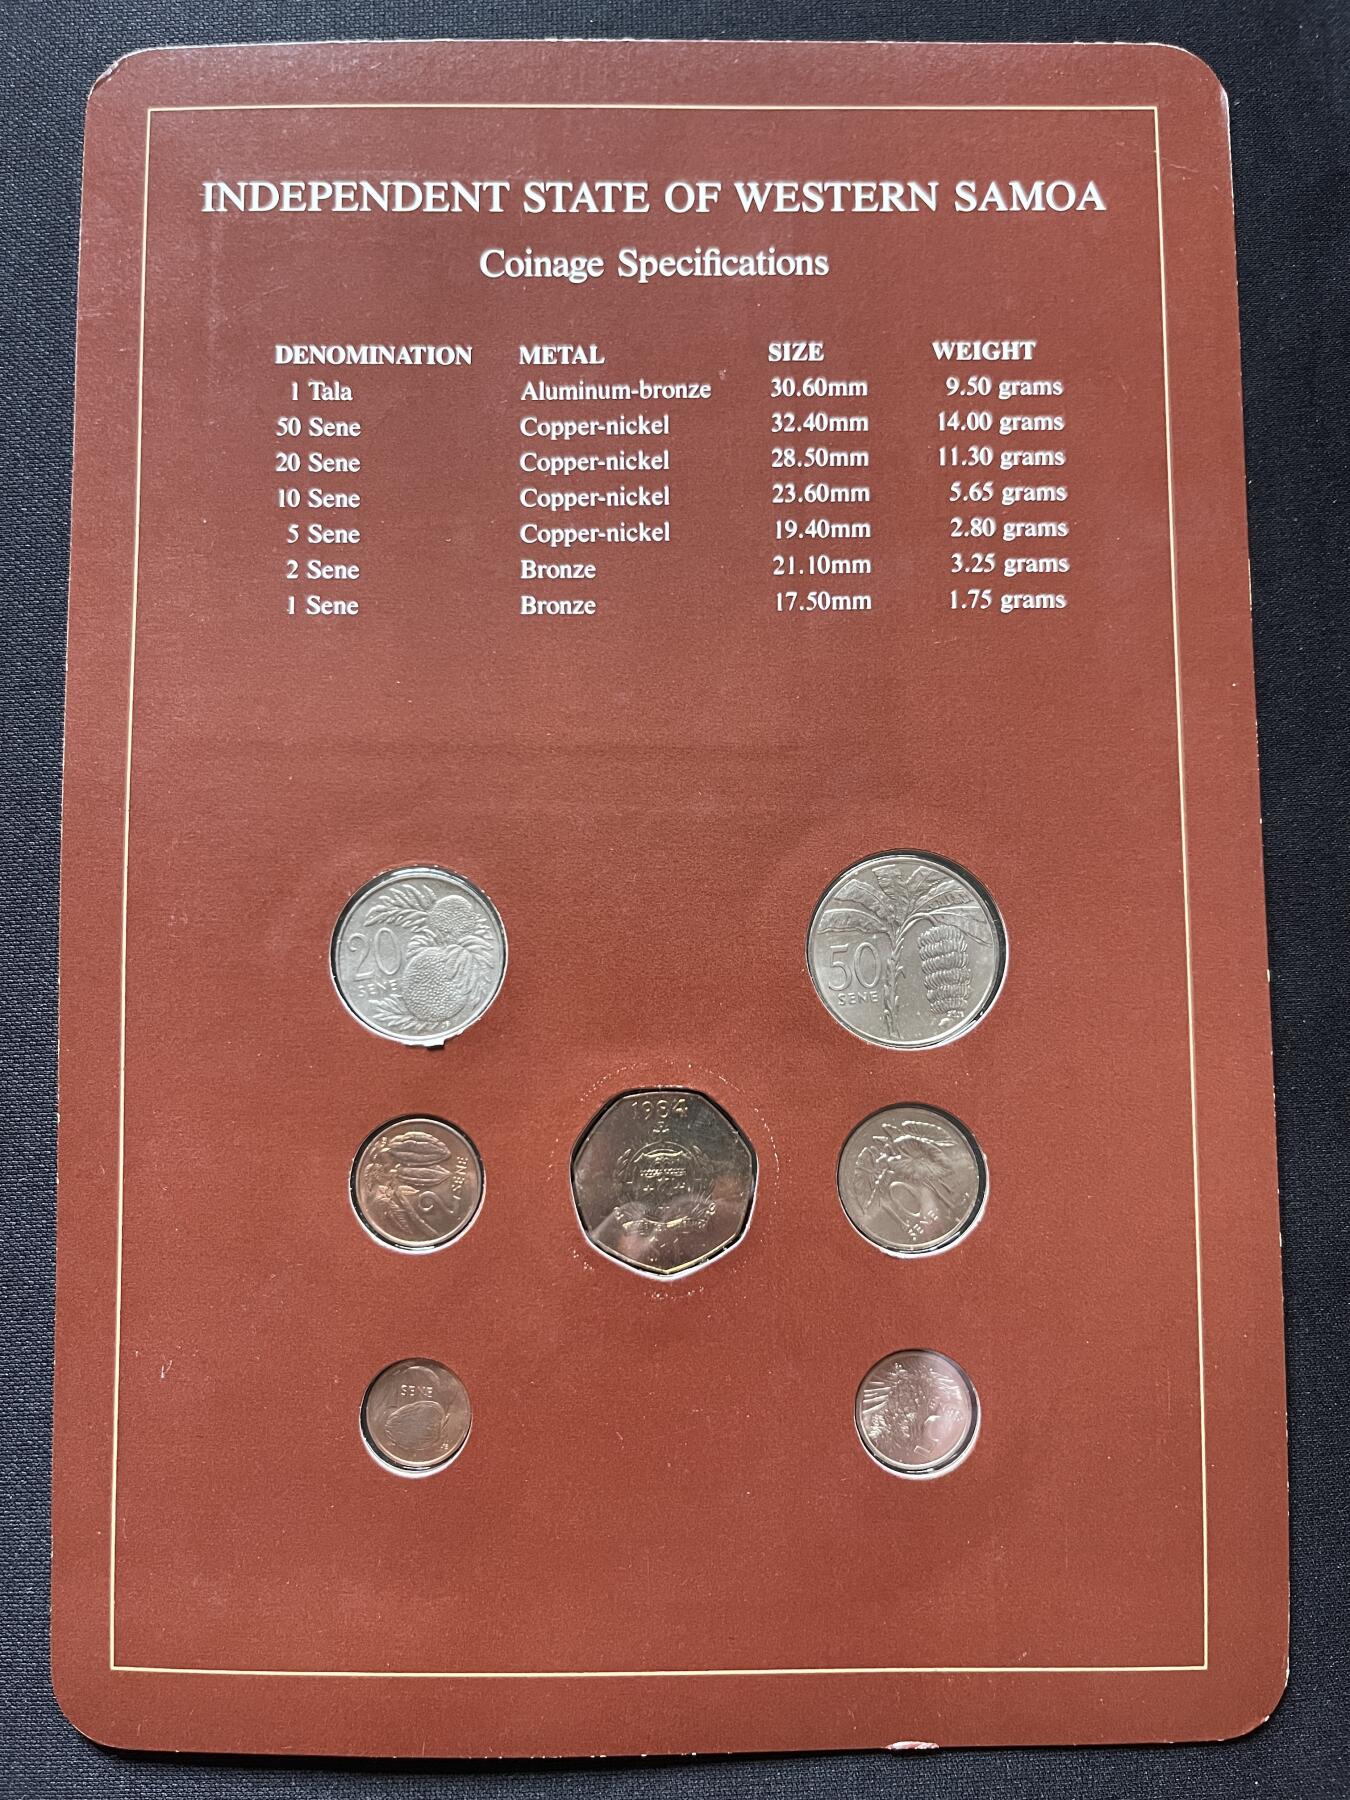 INDEPENDENT STATE OF WESTERN SAMOA
Coinage Specifications
DENOMINATION METAL SIZE WEIGHT
1 Tala Aluminum-bronze 30.60mm 9.50 grams
50 Sene Copper-nickel 32.40mm 14.00 grams
20 Sene Copper-nickel 28.50mm 11.30 grams
10 Sene Copper-nickel 23.60mm 5.65 grams
5 Sene Copper-nickel 19.40mm 2.80 grams
2 Sene Bronze 21.10mm 3.25 grams
1 Sene Bronze 17.50mm 1.75 grams
20
SENE
50
SENE
2 SENE
1984
10
SENE
SENE
5